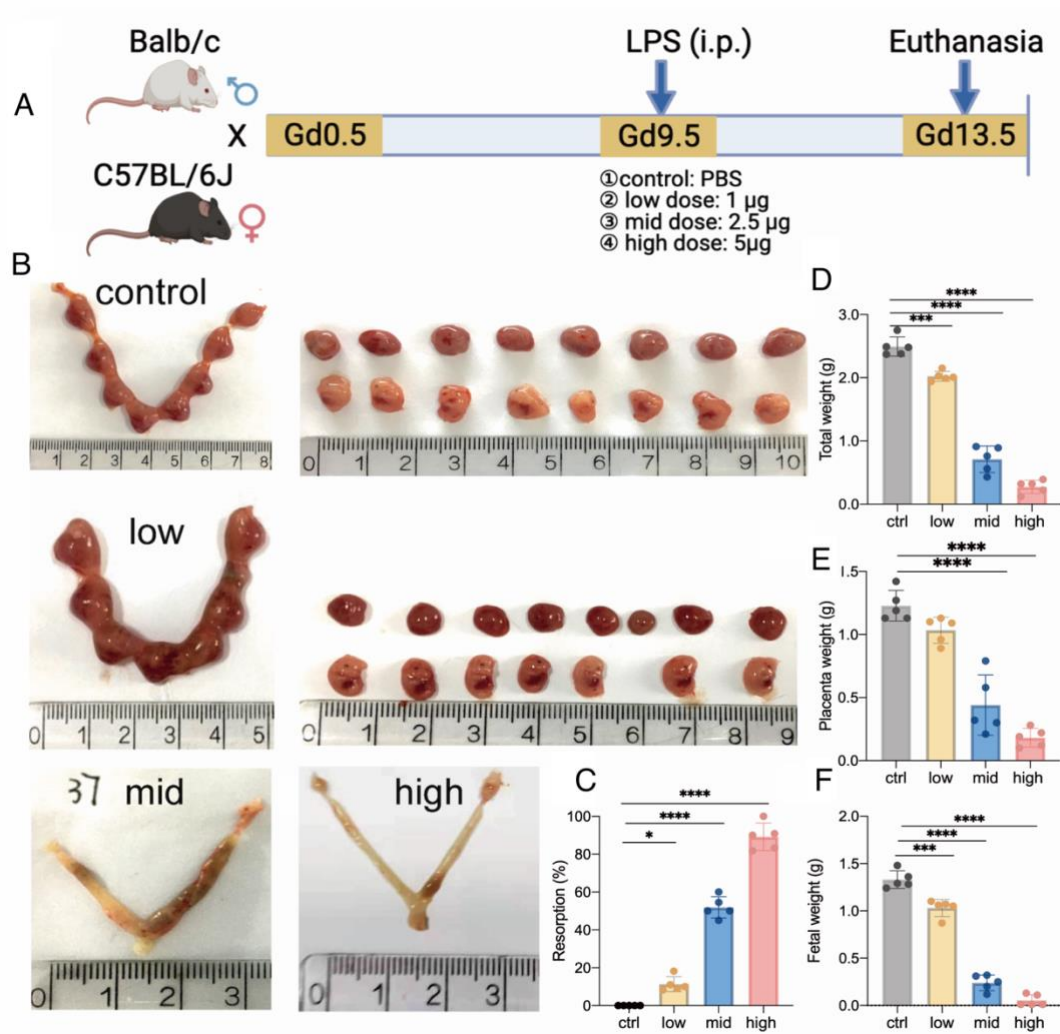 Balb/c
LPS (i.p.)
Euthanasia
A
X
Gd0.5
Gd9.5
Gd13.5
C57BL/6J
①control: PBS
② low dose: 1 µg
③ mid dose: 2.5 µg
④ high dose: 5µg
B
control
1 2 3 4 5 6 7 8
0 1 2 3 4 5 6 7 8 9 10
low
0 1 2 3 4 5
0 1 2 3 4 5 6 7 8 9
37 mid
0 1 2 3
high
0 1 2 3
C
****
****
*
Resorption (%)
100
80
60
40
20
0
ctrl low mid high
D
****
****
***
Total weight (g)
3.0
2.0
1.0
0.0
ctrl low mid high
E
****
****
Placenta weight (g)
1.5
1.0
0.5
0.0
ctrl low mid high
F
****
****
***
Fetal weight (g)
2.0
1.5
1.0
0.5
0.0
ctrl low mid high